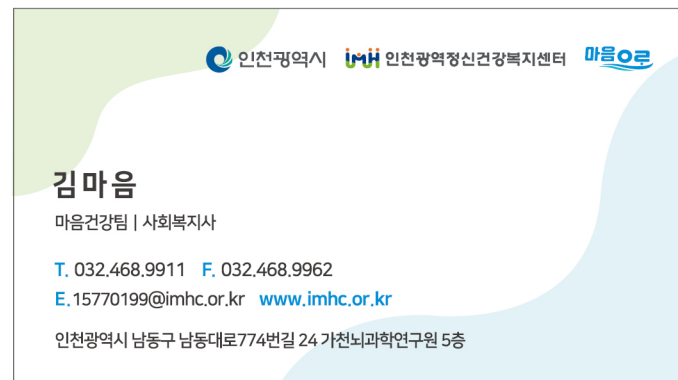 인천광역시 imH 인천광역정신건강복지센터 마음으로
김마음
마음건강팀 | 사회복지사
T. 032.468.9911 F. 032.468.9962
E. 15770199@imhc.or.kr www.imhc.or.kr
인천광역시 남동구 남동대로774번길 24 가천뇌과학연구원 5층